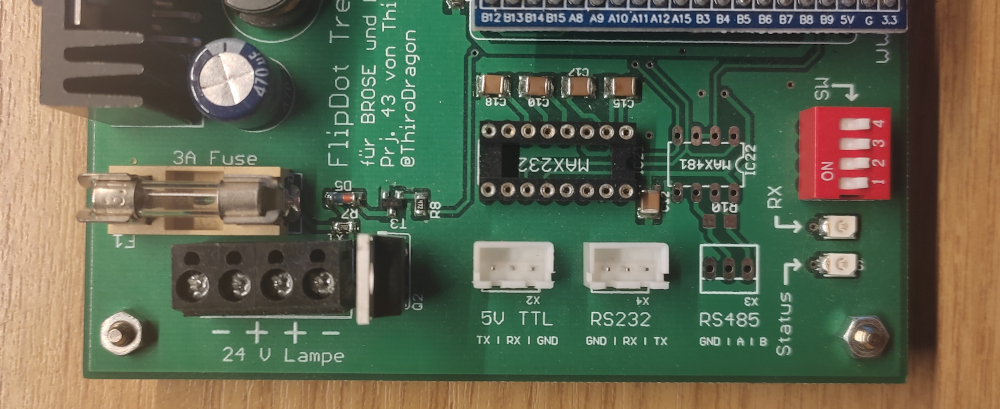 B12 B13 B14 B15 A8 A9 A10 A11 A12 A15 B3 B4 B5 B6 B7 B8 B9 5V G 3.3
470µ
FlipDot Tre
für BROSE und
Prj. 43 von Thi
@ThiroDragon
C18
C10
C17
C15
MAX232
MAX481
IC22
R10
SW
ON
1 2 3 4
3A Fuse
F1
D5
R7
T3
R8
Q2
RX
Status
X2
X4
X3
5V TTL
TX | RX | GND
RS232
GND | RX | TX
RS485
GND | A | B
− + + −
24 V Lampe